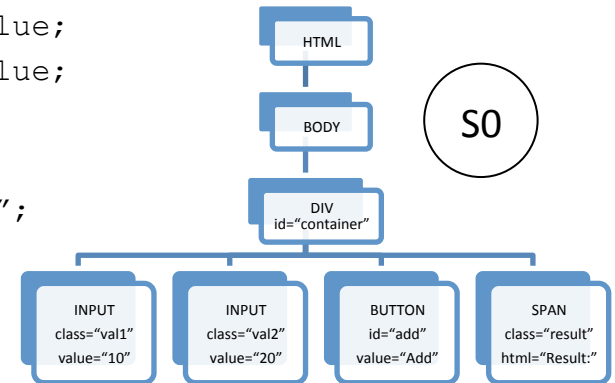 lue;
lue;
";
HTML
BODY
S0
DIV
id=“container”
INPUT
class=“val1”
value=“10”
INPUT
class=“val2”
value=“20”
BUTTON
id=“add”
value=“Add”
SPAN
class=“result”
html=“Result:”